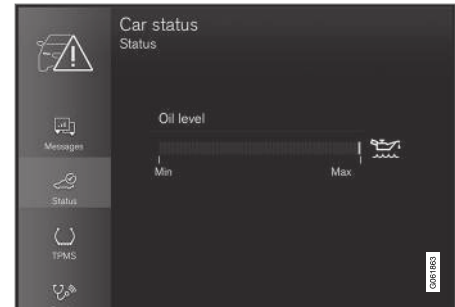 Car status
Status
Messages
Status
TPMS
Oil level
Min
Max
G061863